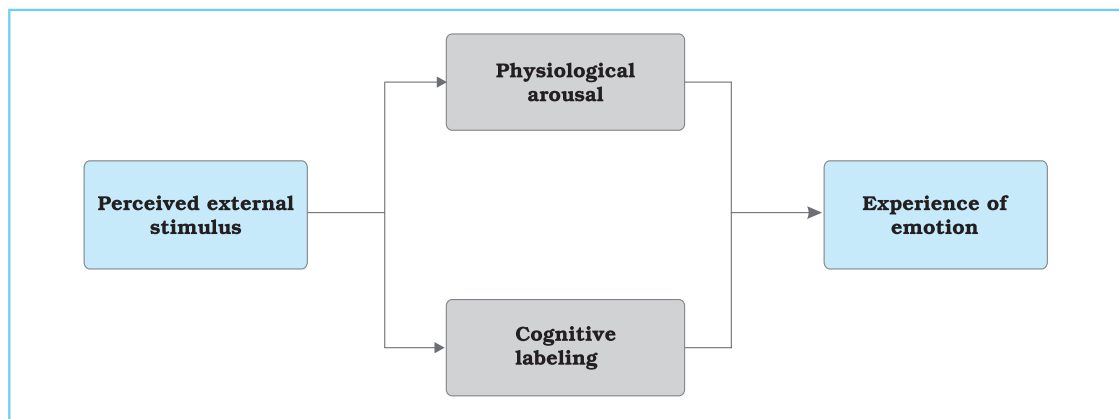 Physiological
arousal
Perceived external
stimulus
Experience of
emotion
Cognitive
labeling